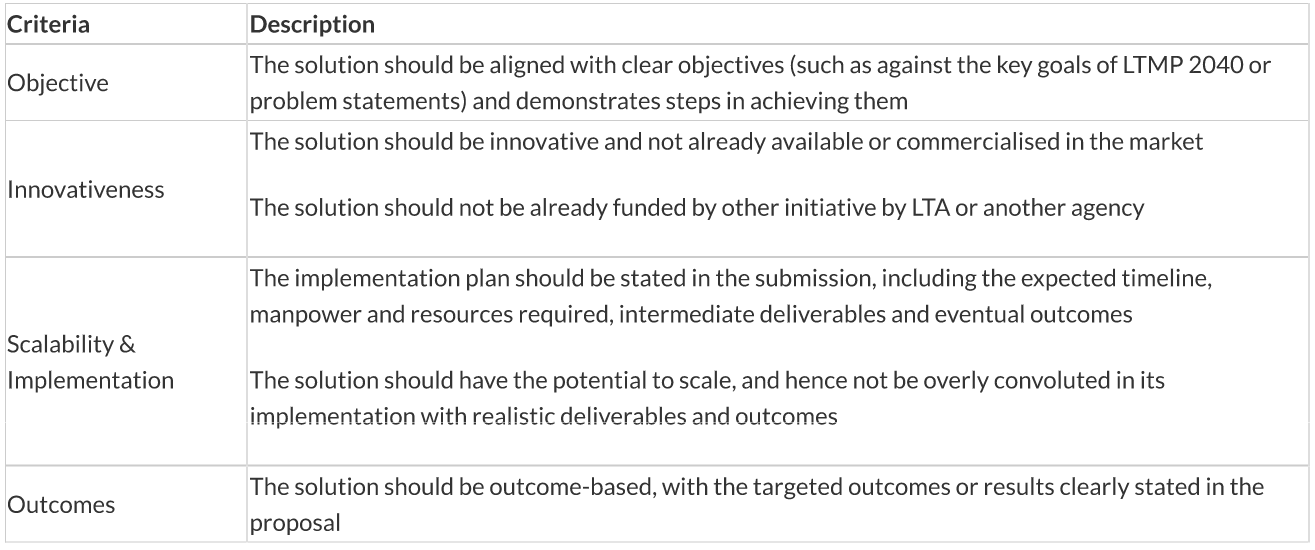 Criteria Description
Objective
The solution should be aligned with clear objectives (such as against the key goals of LTMP 2040 or
problem statements) and demonstrates steps in achieving them
Innovativeness
The solution should be innovative and not already available or commercialised in the market
The solution should not be already funded by other initiative by LTA or another agency
Scalability &
Implementation
The implementation plan should be stated in the submission, including the expected timeline,
manpower and resources required, intermediate deliverables and eventual outcomes
The solution should have the potential to scale, and hence not be overly convoluted in its
implementation with realistic deliverables and outcomes
Outcomes
The solution should be outcome-based, with the targeted outcomes or results clearly stated in the
proposal